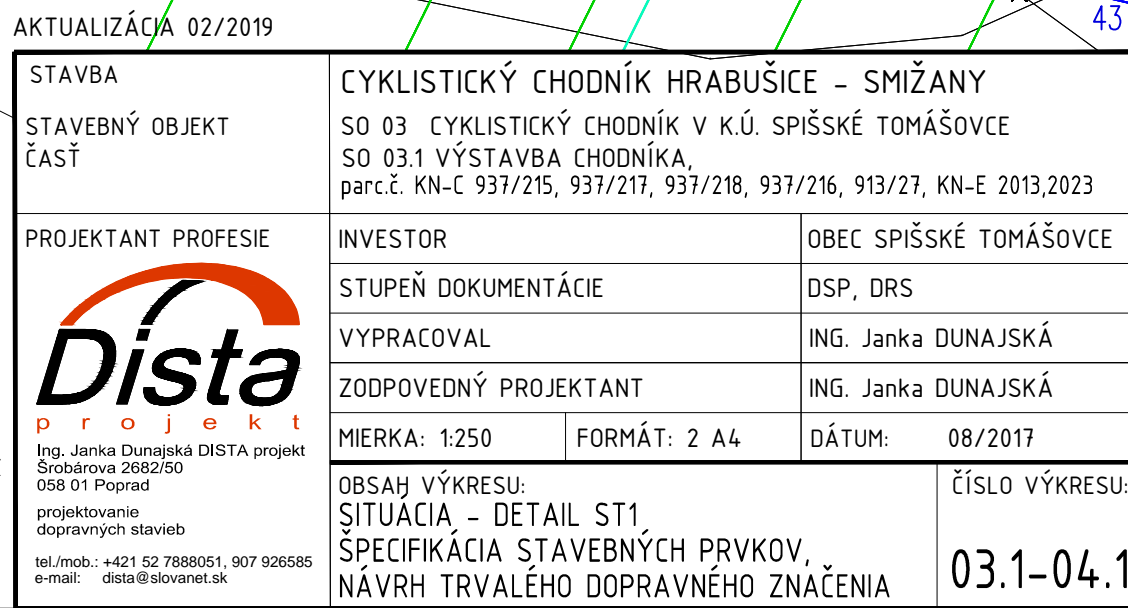 AKTUALIZÁCIA 02/2019
43
STAVBA
CYKLISTICKÝ CHODNÍK HRABUŠICE - SMIŽANY
STAVEBNÝ OBJEKT
SO 03 CYKLISTICKÝ CHODNÍK V K.Ú. SPIŠSKÉ TOMÁŠOVCE
ČASŤ
SO 03.1 VÝSTAVBA CHODNÍKA,
parc.č. KN-C 937/215, 937/217, 937/218, 937/216, 913/27, KN-E 2013,2023
PROJEKTANT PROFESIE
Dista
projekt
Ing. Janka Dunajská DISTA projekt
Šrobárova 2682/50
058 01 Poprad
projektovanie
dopravných stavieb
tel./mob.: +421 52 7888051, 907 926585
e-mail: dista@slovanet.sk
INVESTOR
OBEC SPIŠSKÉ TOMÁŠOVCE
STUPEŇ DOKUMENTÁCIE
DSP, DRS
VYPRACOVAL
ING. Janka DUNAJSKÁ
ZODPOVEDNÝ PROJEKTANT
ING. Janka DUNAJSKÁ
MIERKA: 1:250
FORMÁT: 2 A4
DÁTUM: 08/2017
OBSAH VÝKRESU:
SITUÁCIA - DETAIL ST1
ŠPECIFIKÁCIA STAVEBNÝCH PRVKOV,
NÁVRH TRVALÉHO DOPRAVNÉHO ZNAČENIA
ČÍSLO VÝKRESU:
03.1-04.1